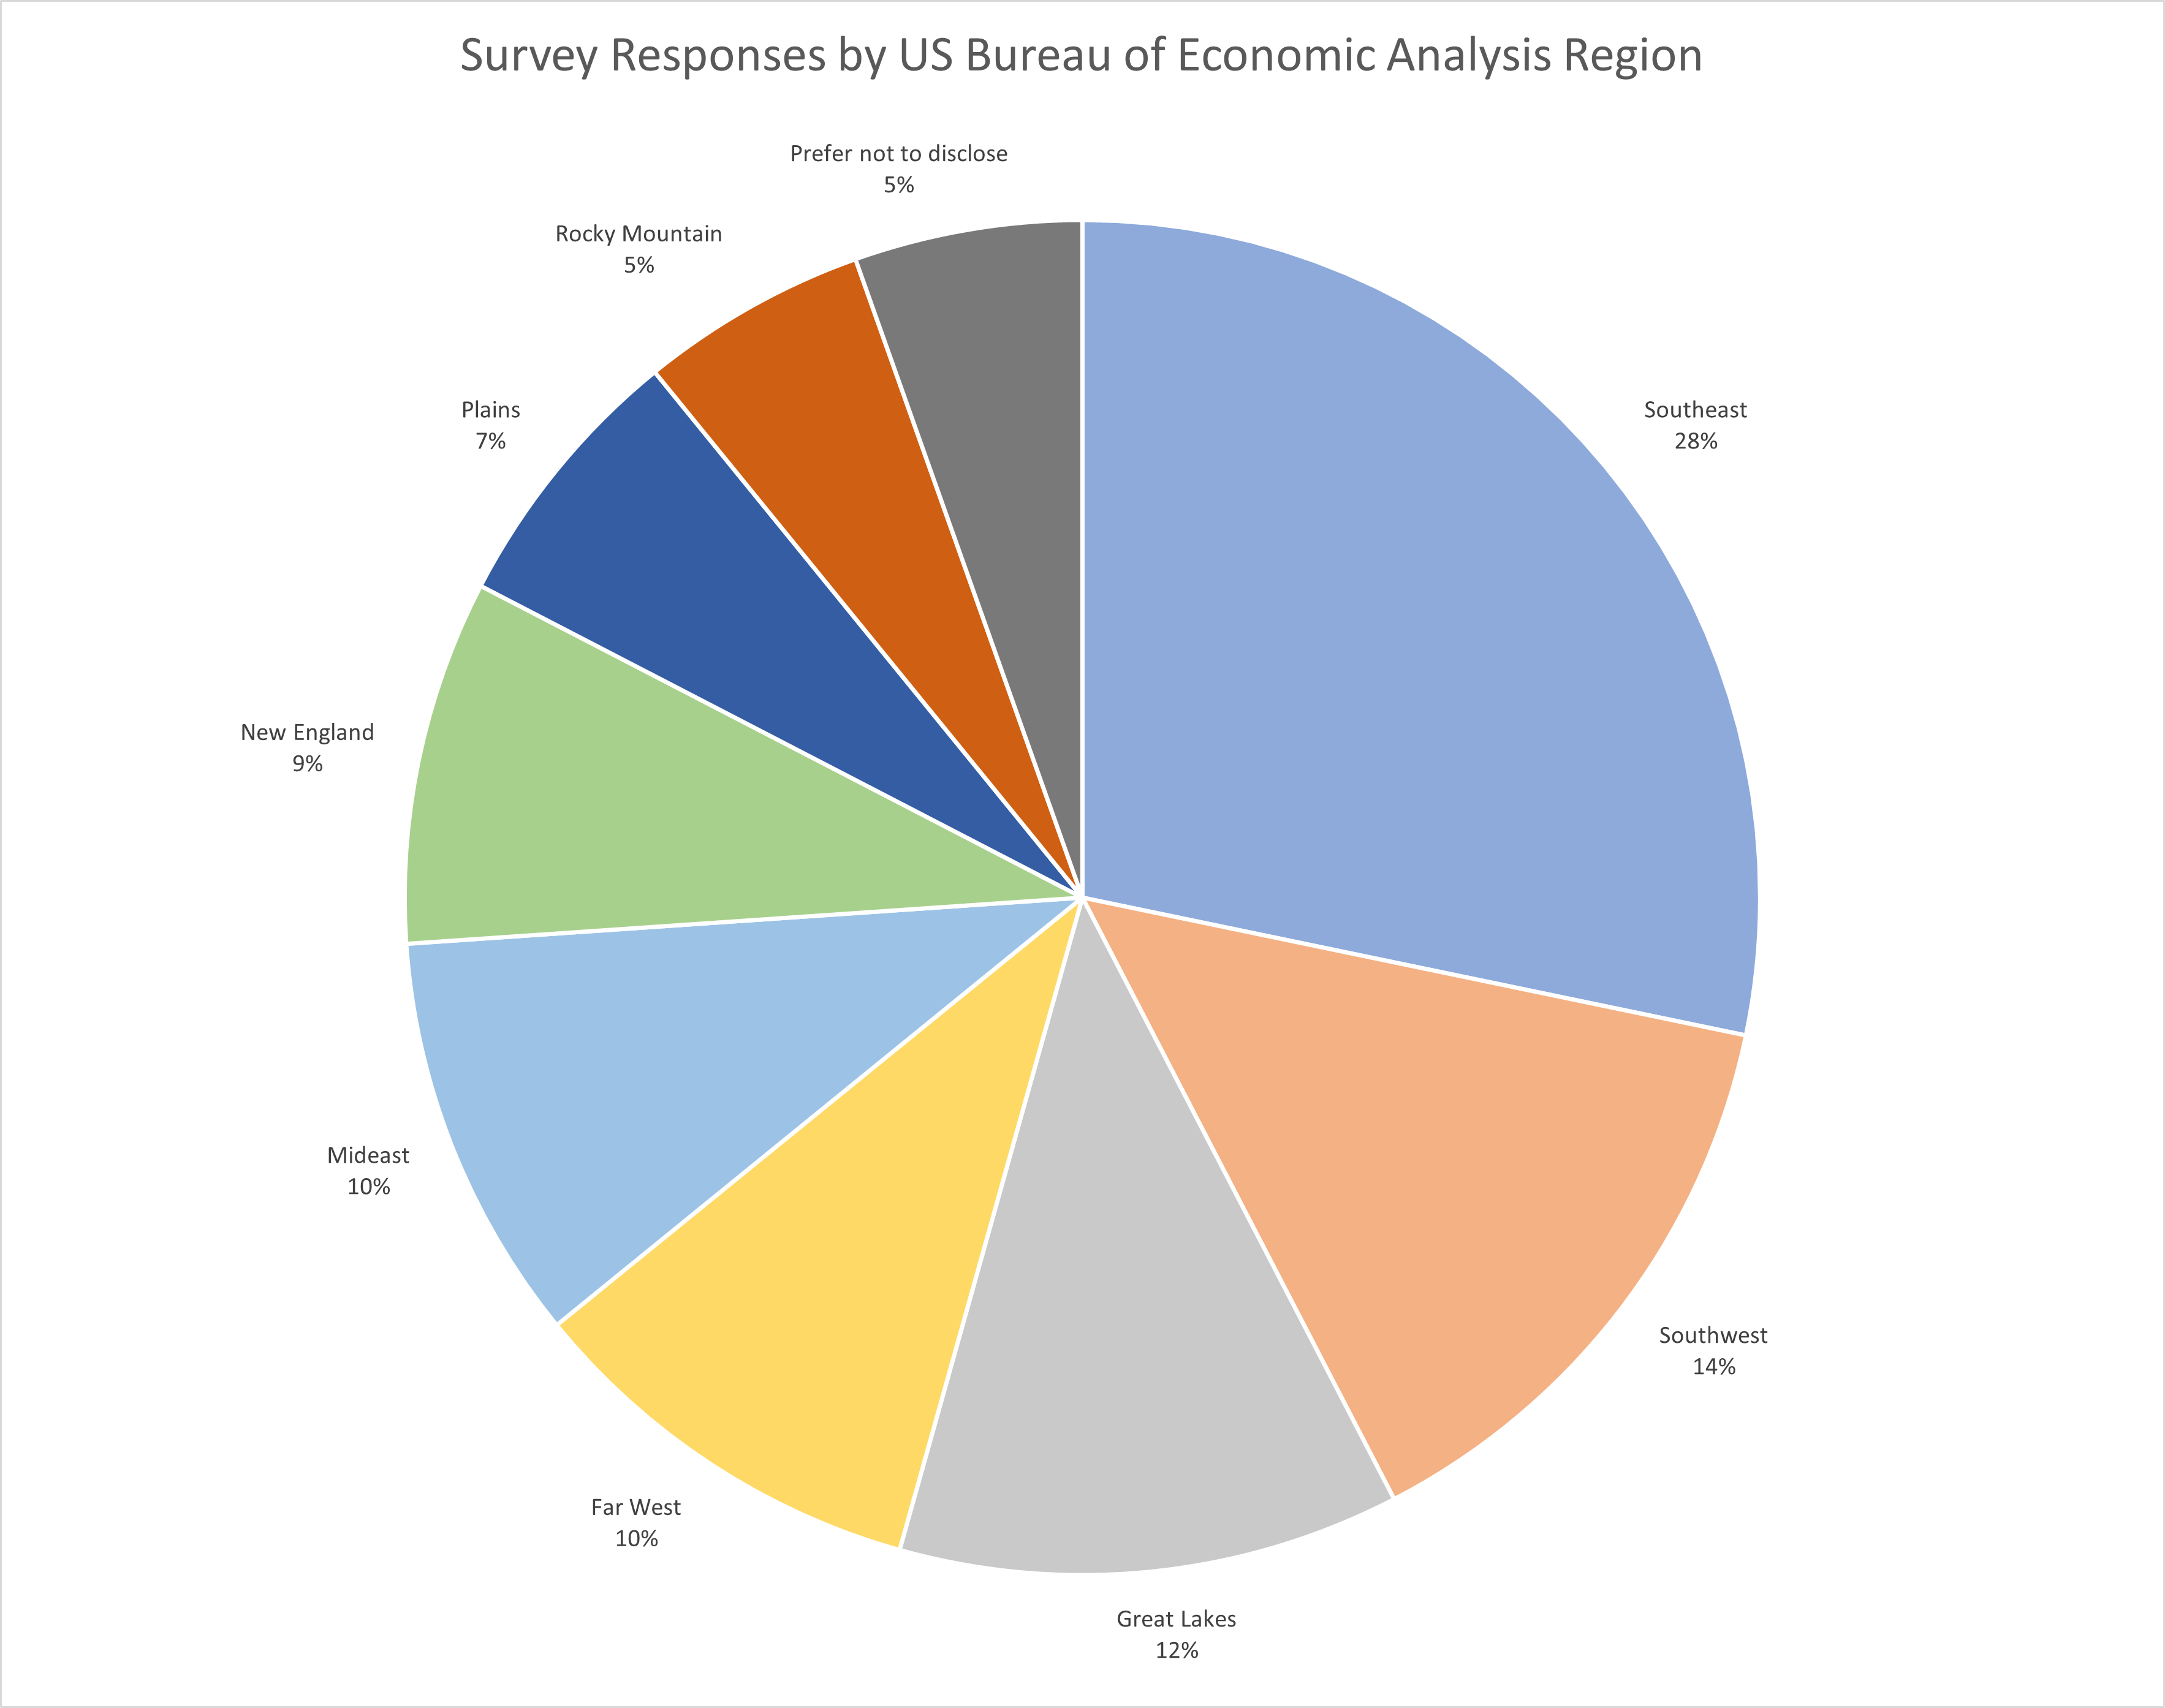 Survey Responses by US Bureau of Economic Analysis Region
Prefer not to disclose
5%
Rocky Mountain
5%
Plains
7%
Southeast
28%
New England
9%
Mideast
10%
Southwest
14%
Far West
10%
Great Lakes
12%